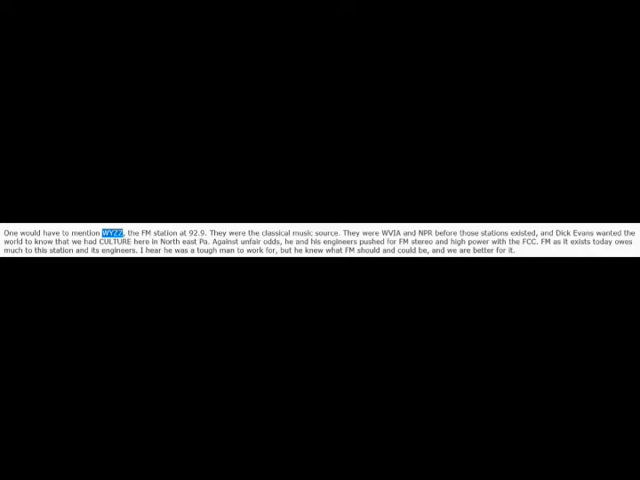 One would have to mention WYZZ, the FM station at 92.9. They were the classical music source. They were WVIA and NPR before those stations existed, and Dick Evans wanted the
world to know that we had CULTURE here in North east Pa. Against unfair odds, he and his engineers pushed for FM stereo and high power with the FCC. FM as it exists today owes
much to this station and its engineers. I hear he was a tough man to work for, but he knew what FM should and could be, and we are better for it.